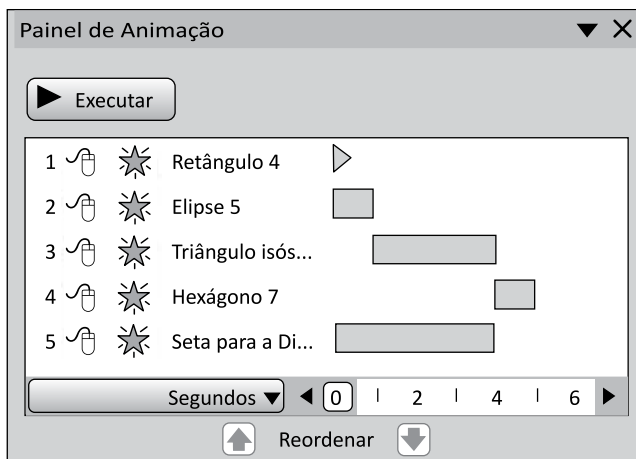 Painel de Animação
Executar
1 Retângulo 4
2 Elipse 5
3 Triângulo isós...
4 Hexágono 7
5 Seta para a Di...
Segundos 0 2 4 6
Reordenar